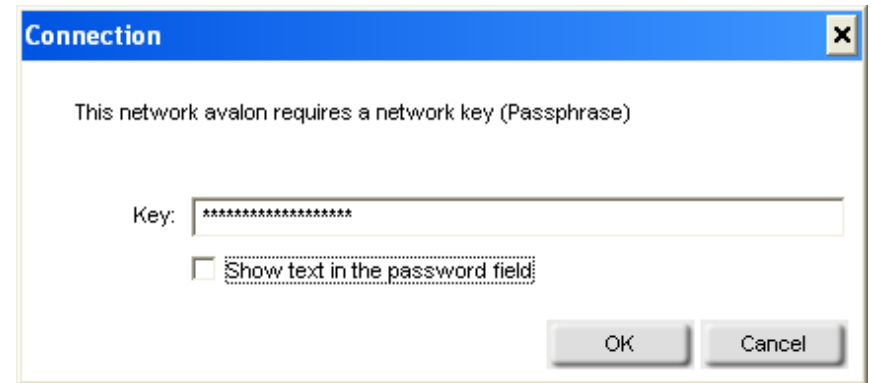 Connection
This network avalon requires a network key (Passphrase)
Key: *******************
Show text in the password field
OK Cancel